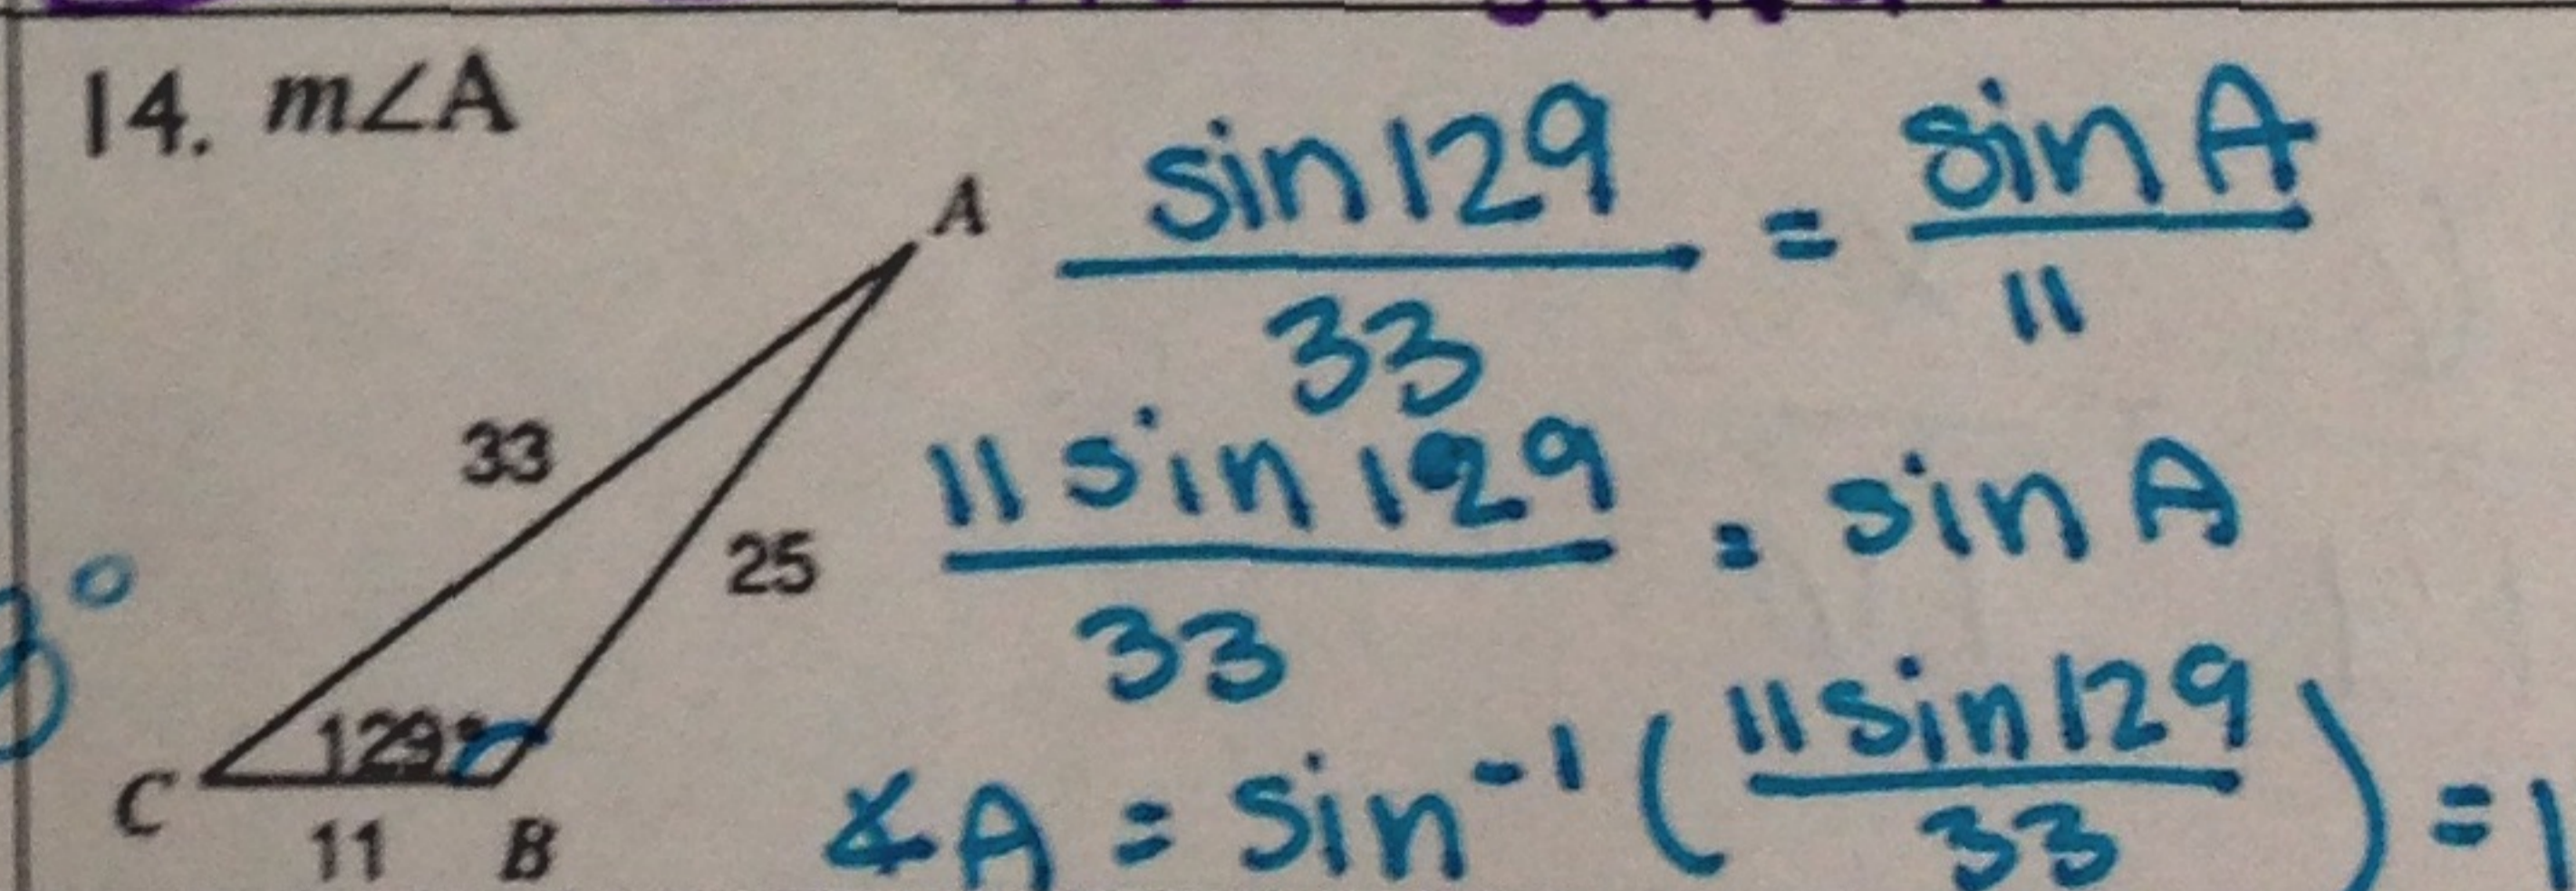 14. m∠A
sin 129 = sin A
33 11
A
33
25
129°
C
11
B
11 sin 129 = sin A
33
∡A = sin⁻¹ ( 11 sin 129 ) = 1
33